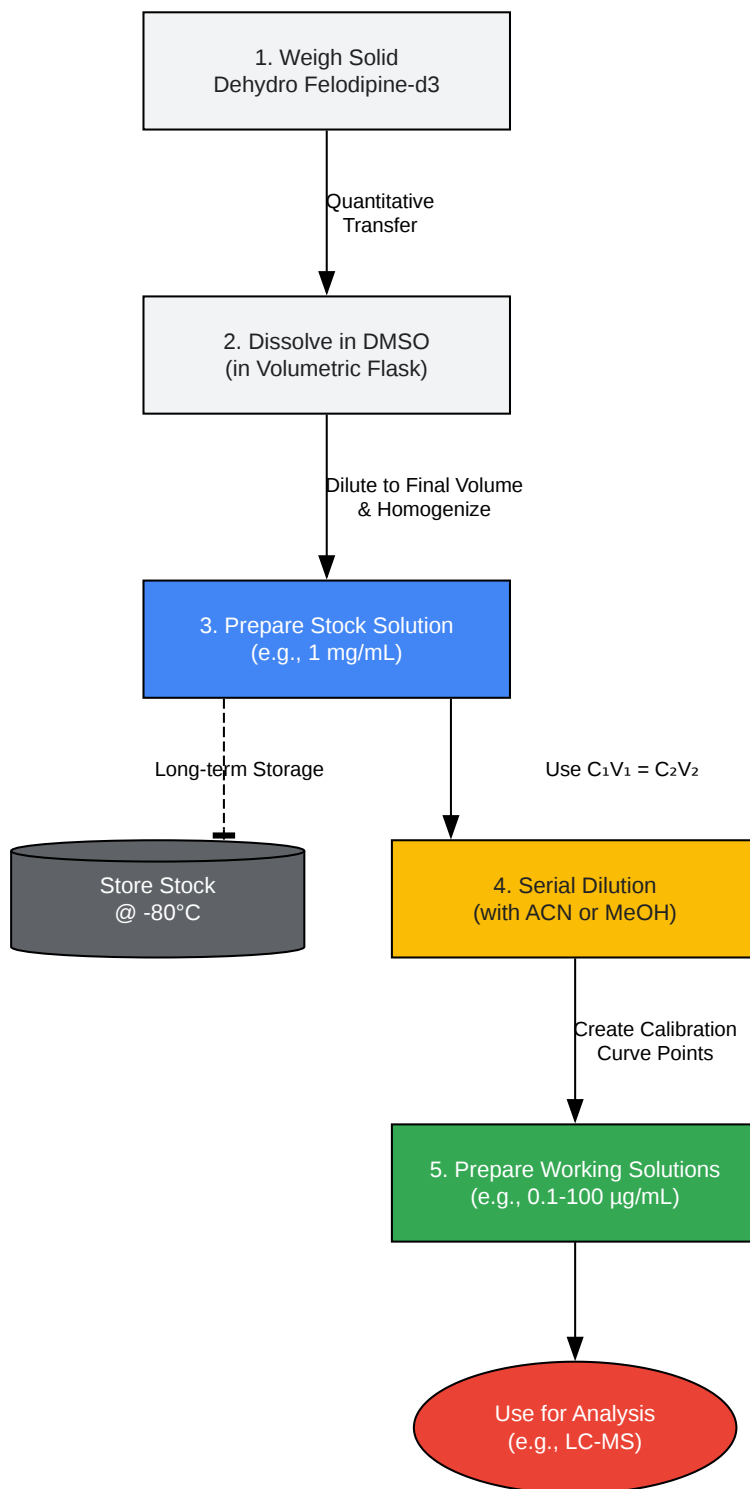 1. Weigh Solid
Dehydro Felodipine-d3
Quantitative
Transfer
2. Dissolve in DMSO
(in Volumetric Flask)
Dilute to Final Volume
& Homogenize
3. Prepare Stock Solution
(e.g., 1 mg/mL)
Long-term Storage
Use C₁V₁ = C₂V₂
Store Stock
@ -80°C
4. Serial Dilution
(with ACN or MeOH)
Create Calibration
Curve Points
5. Prepare Working Solutions
(e.g., 0.1-100 µg/mL)
Use for Analysis
(e.g., LC-MS)